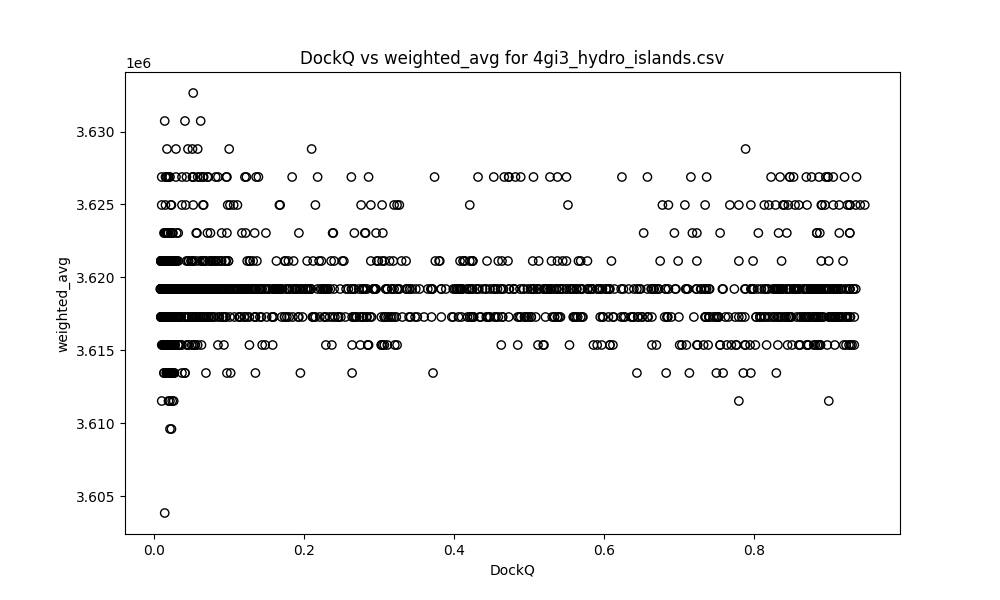 DockQ vs weighted_avg for 4gi3_hydro_islands.csv
1e6
3.630
3.625
3.620
3.615
3.610
3.605
weighted_avg
0.0 0.2 0.4 0.6 0.8
DockQ